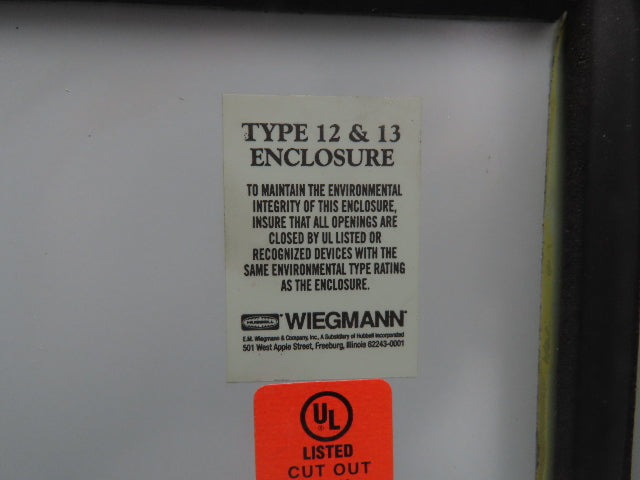 TYPE 12 & 13
ENCLOSURE
TO MAINTAIN THE ENVIRONMENTAL
INTEGRITY OF THIS ENCLOSURE,
INSURE THAT ALL OPENINGS ARE
CLOSED BY UL LISTED OR
RECOGNIZED DEVICES WITH THE
SAME ENVIRONMENTAL TYPE RATING
AS THE ENCLOSURE.
HUBBELL WIEGMANN
E.M. Wiegmann & Company, Inc., A Subsidiary of Hubbell Incorporated
501 West Apple Street, Freeburg, Illinois 62243-0001
UL
®
LISTED
CUT OUT